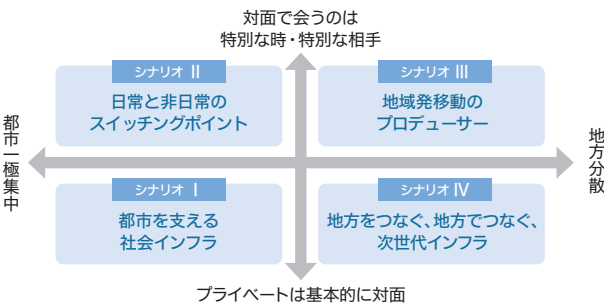 対面で会うのは
特別な時・特別な相手
シナリオ Ⅱ
日常と非日常の
スイッチングポイント
シナリオ Ⅲ
地域発移動の
プロデューサー
都市一極集中
地方分散
シナリオ Ⅰ
都市を支える
社会インフラ
シナリオ Ⅳ
地方をつなぐ、地方でつなぐ、
次世代インフラ
プライベートは基本的に対面